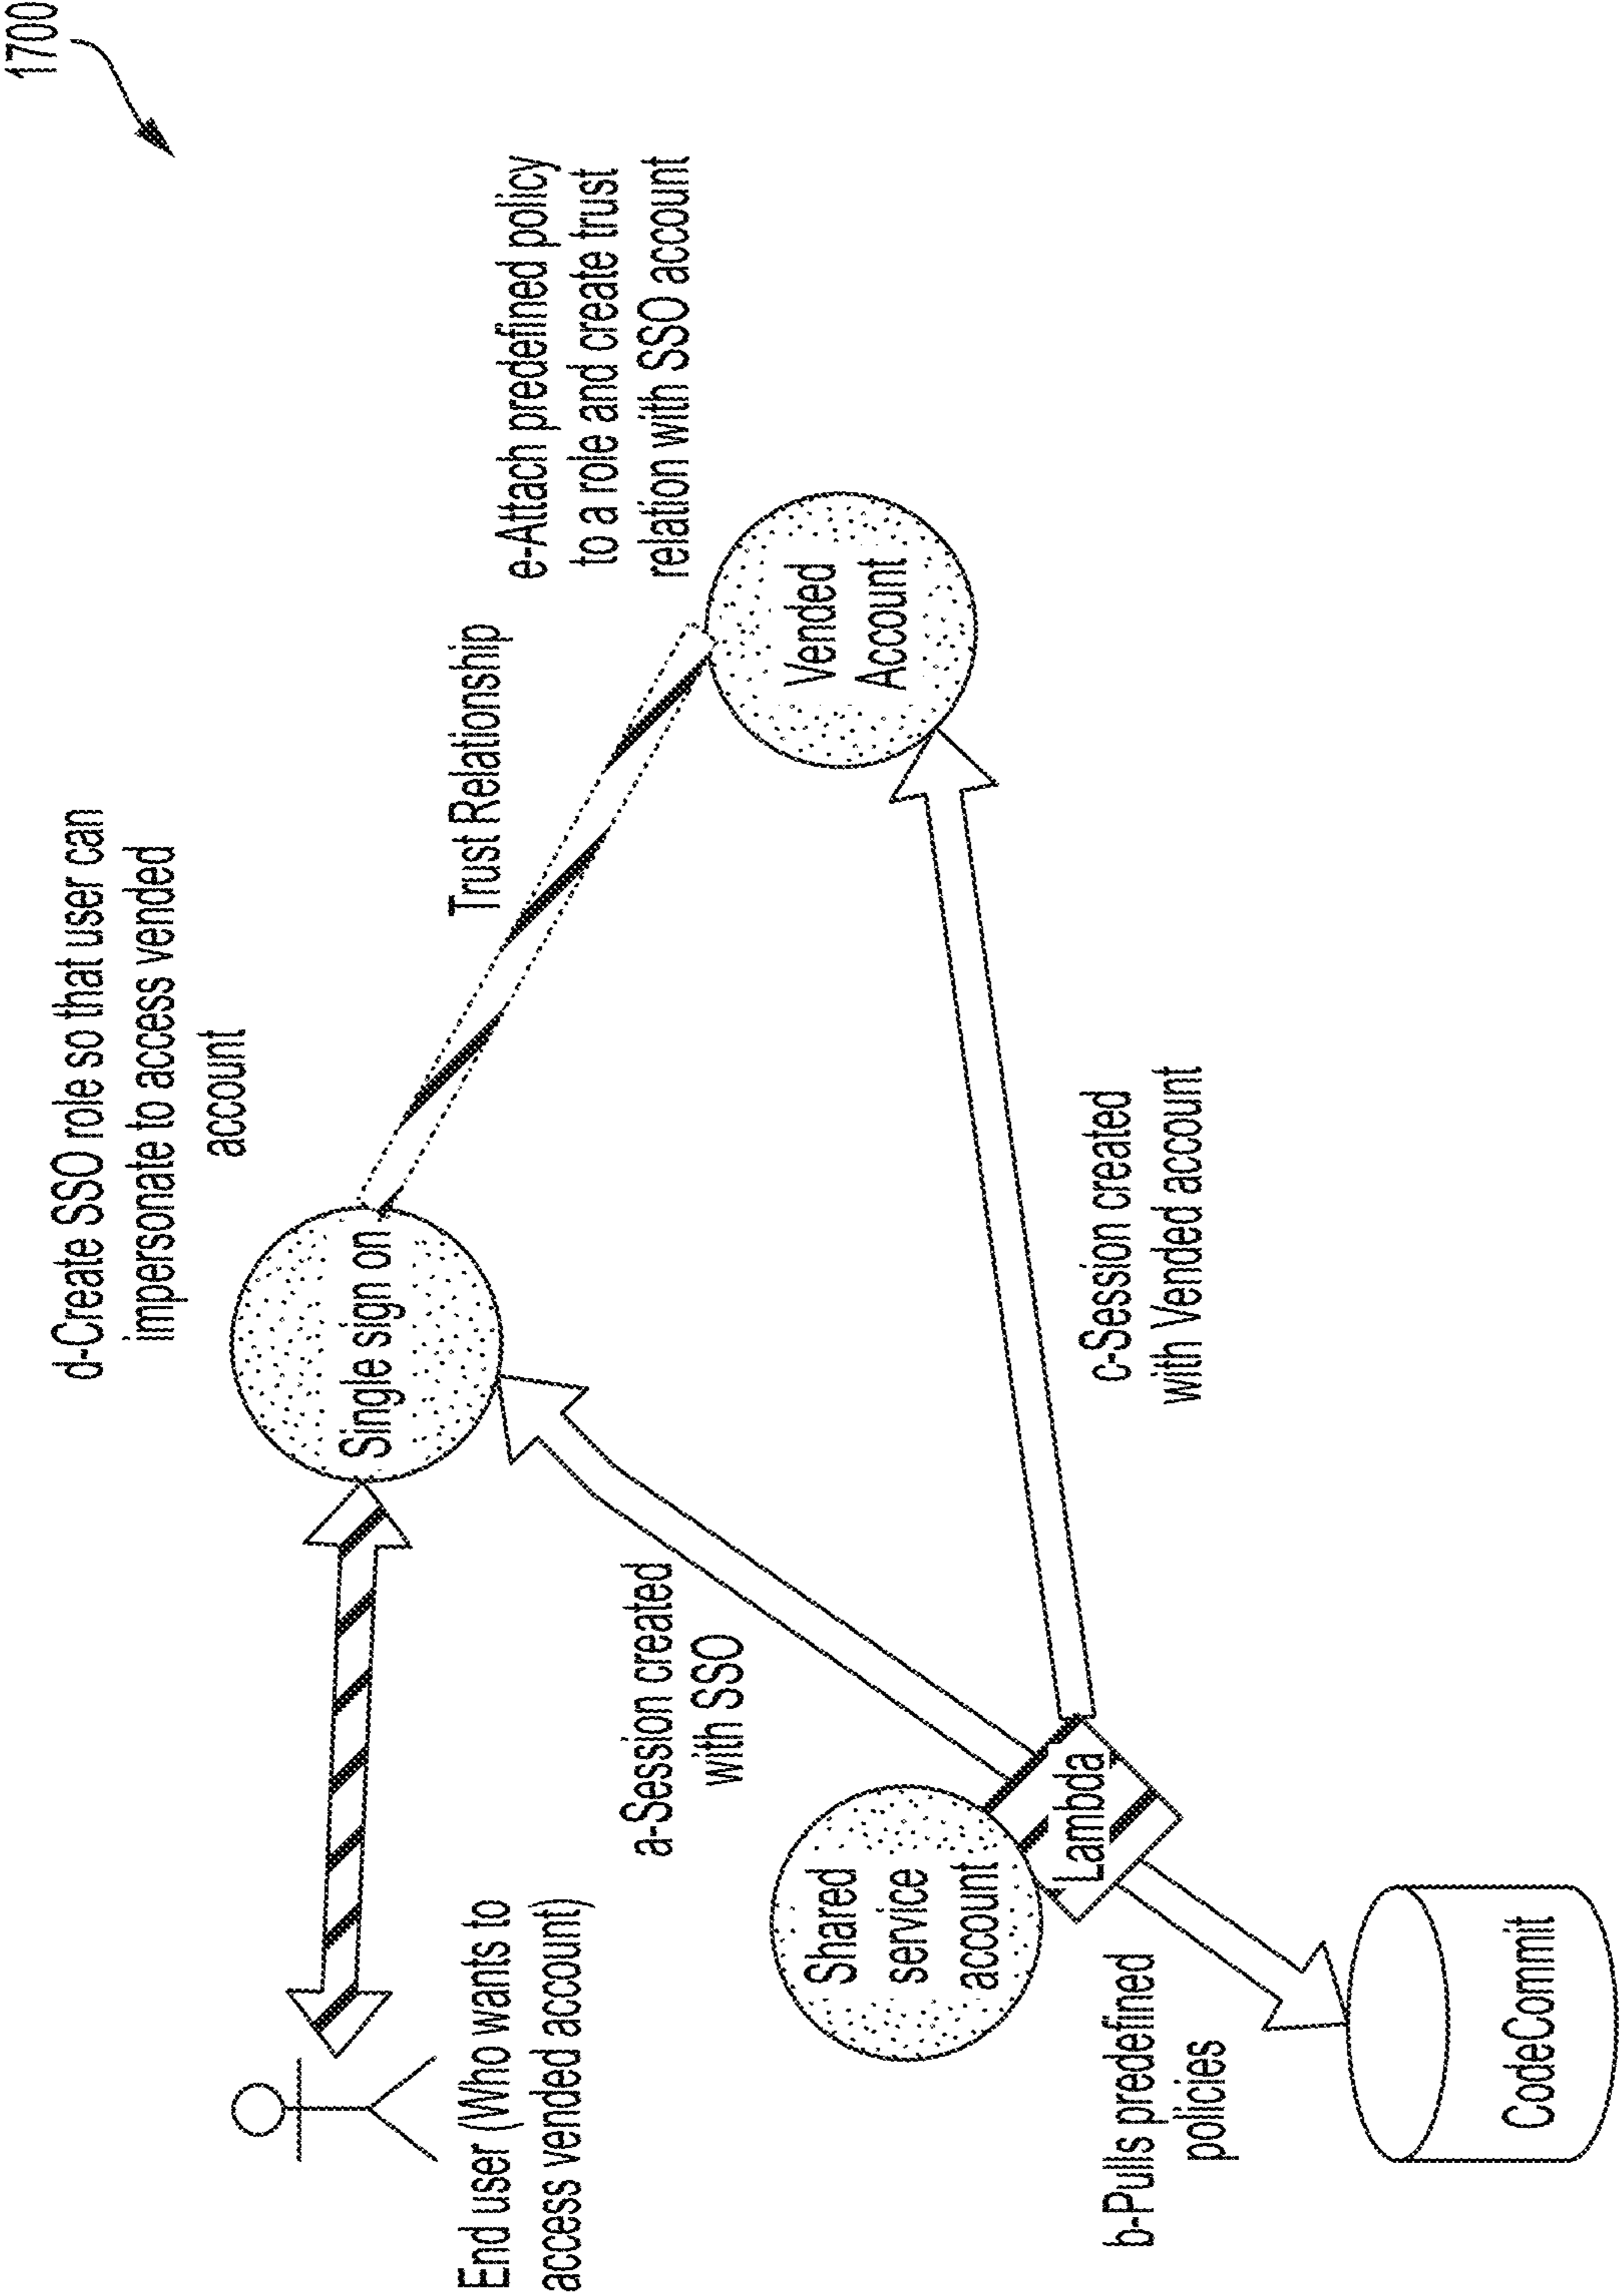 1700
d-Create SSO role so that user can
impersonate to access vended
account
End user (Who wants to
access vended account)
Single sign on
Trust Relationship
e-Attach predefined policy
to a role and create trust
relation with SSO account
a-Session created
with SSO
Vended
Account
Shared
service
account
Lambda
c-Session created
with Vended account
b-Pulls predefined
policies
CodeCommit